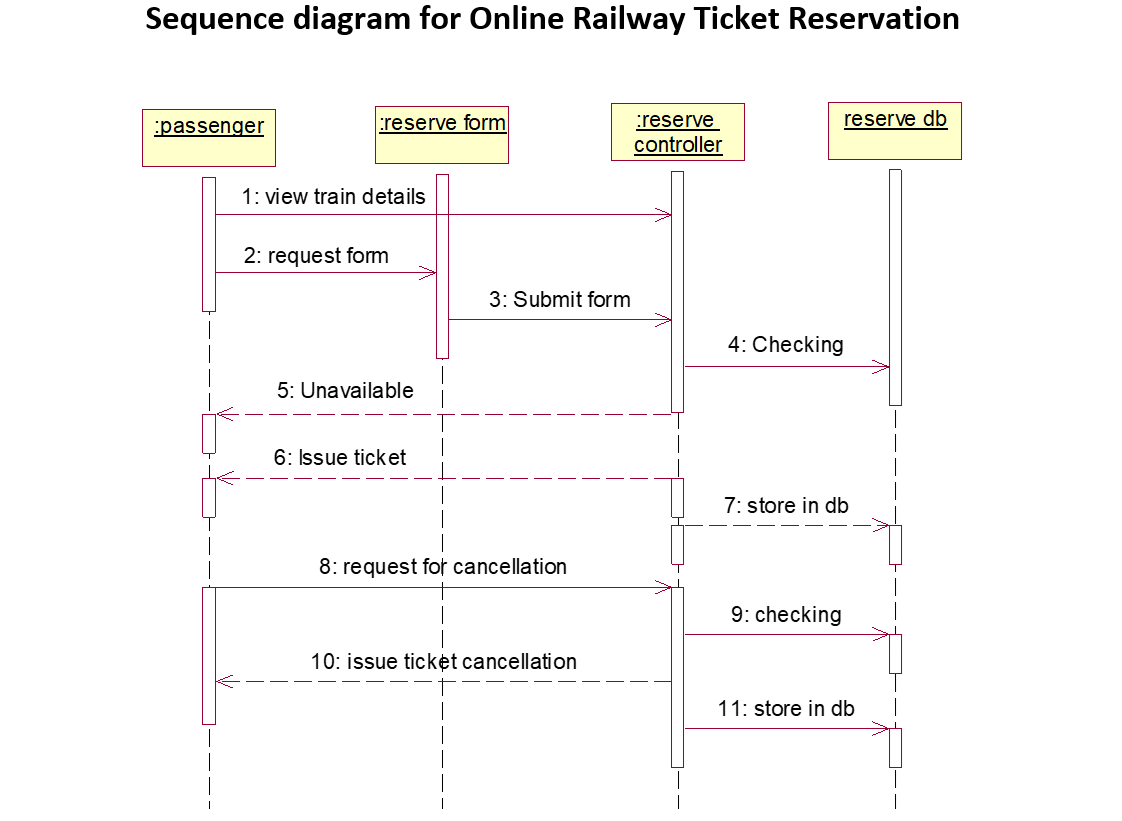 Sequence diagram for Online Railway Ticket Reservation
:passenger
:reserve form
:reserve
controller
reserve db
1: view train details
2: request form
3: Submit form
4: Checking
5: Unavailable
6: Issue ticket
7: store in db
8: request for cancellation
9: checking
10: issue ticket cancellation
11: store in db